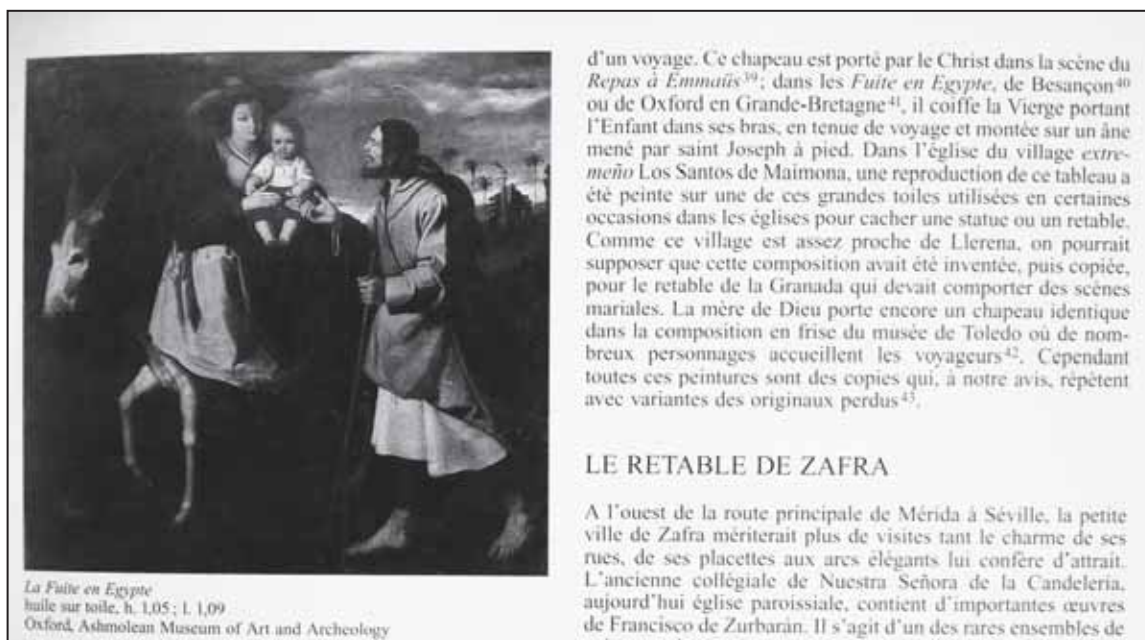 d'un voyage. Ce chapeau est porté par le Christ dans la scène du
Repas à Emmaüs³⁹; dans les Fuite en Egypte, de Besançon⁴⁰
ou de Oxford en Grande-Bretagne⁴¹, il coiffe la Vierge portant
l'Enfant dans ses bras, en tenue de voyage et montée sur un âne
mené par saint Joseph à pied. Dans l'église du village extre-
meño Los Santos de Maimona, une reproduction de ce tableau a
été peinte sur une de ces grandes toiles utilisées en certaines
occasions dans les églises pour cacher une statue ou un retable.
Comme ce village est assez proche de Llerena, on pourrait
supposer que cette composition avait été inventée, puis copiée,
pour le retable de la Granada qui devait comporter des scènes
mariales. La mère de Dieu porte encore un chapeau identique
dans la composition en frise du musée de Toledo où de nom-
breux personnages accueillent les voyageurs⁴². Cependant
toutes ces peintures sont des copies qui, à notre avis, répètent
avec variantes des originaux perdus⁴³.
LE RETABLE DE ZAFRA
A l'ouest de la route principale de Mérida à Séville, la petite
ville de Zafra mériterait plus de visites tant le charme de ses
rues, de ses placettes aux arcs élégants lui confère d'attrait.
L'ancienne collégiale de Nuestra Señora de la Candelería,
aujourd'hui église paroissiale, contient d'importantes œuvres
de Francisco de Zurbarán. Il s'agit d'un des rares ensembles de
La Fuite en Egypte
huile sur toile, h. 1,05 ; l. 1,09
Oxford, Ashmolean Museum of Art and Archeology